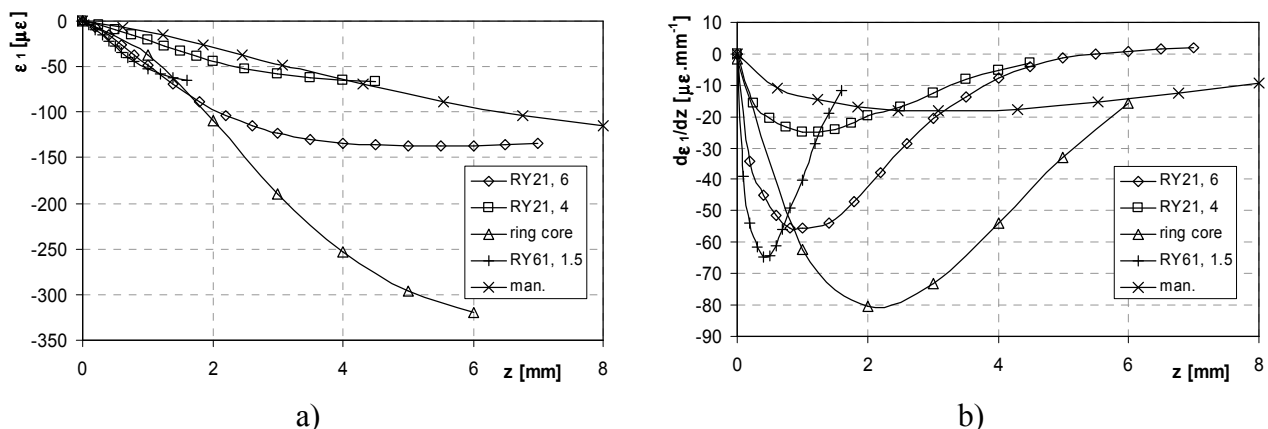 ε 1 [με]
0
-50
-100
-150
-200
-250
-300
-350
0 2 4 6 8
z [mm]
RY21, 6
RY21, 4
ring core
RY61, 1.5
man.
a)
dε1/dz [με.mm-1]
10
0
-10
-20
-30
-40
-50
-60
-70
-80
-90
0 2 4 6 8
z [mm]
RY21, 6
RY21, 4
ring core
RY61, 1.5
man.
b)